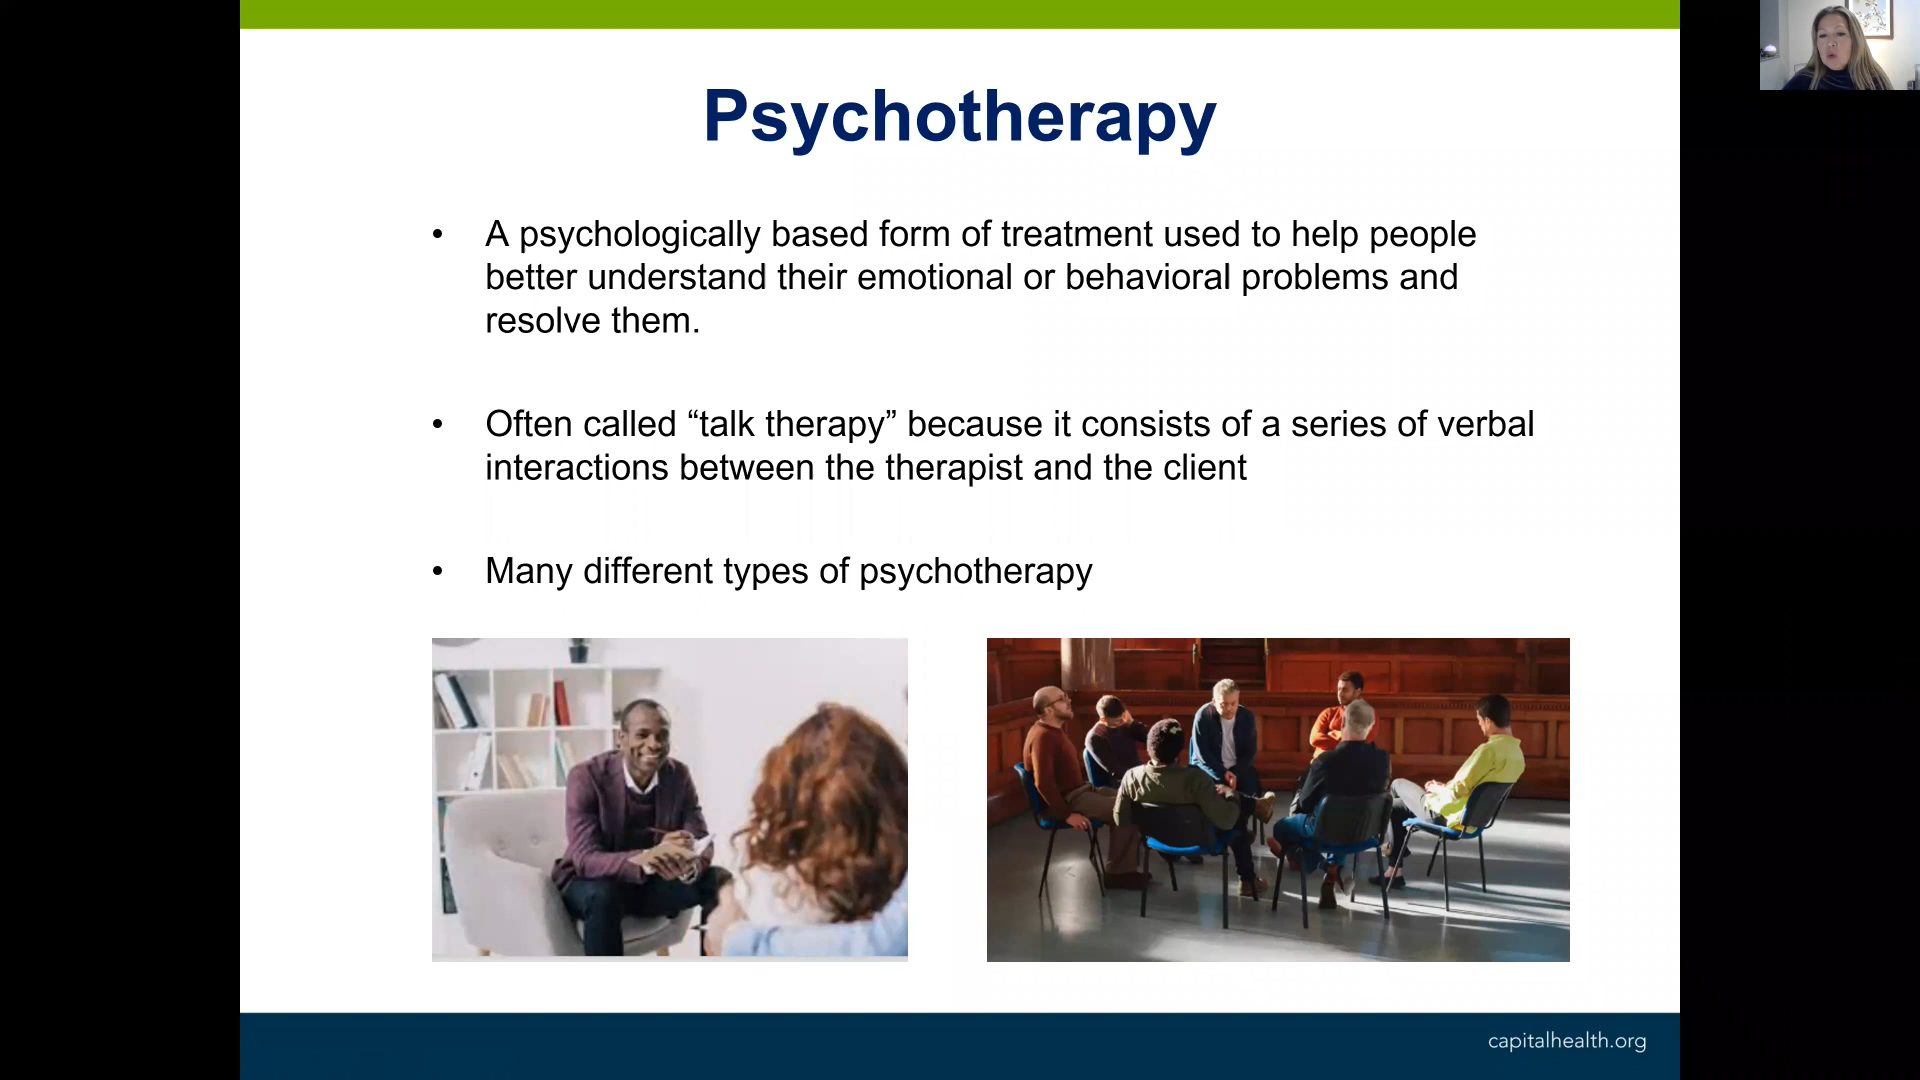 Psychotherapy
• A psychologically based form of treatment used to help people
better understand their emotional or behavioral problems and
resolve them.
• Often called “talk therapy” because it consists of a series of verbal
interactions between the therapist and the client
• Many different types of psychotherapy
capitalhealth.org